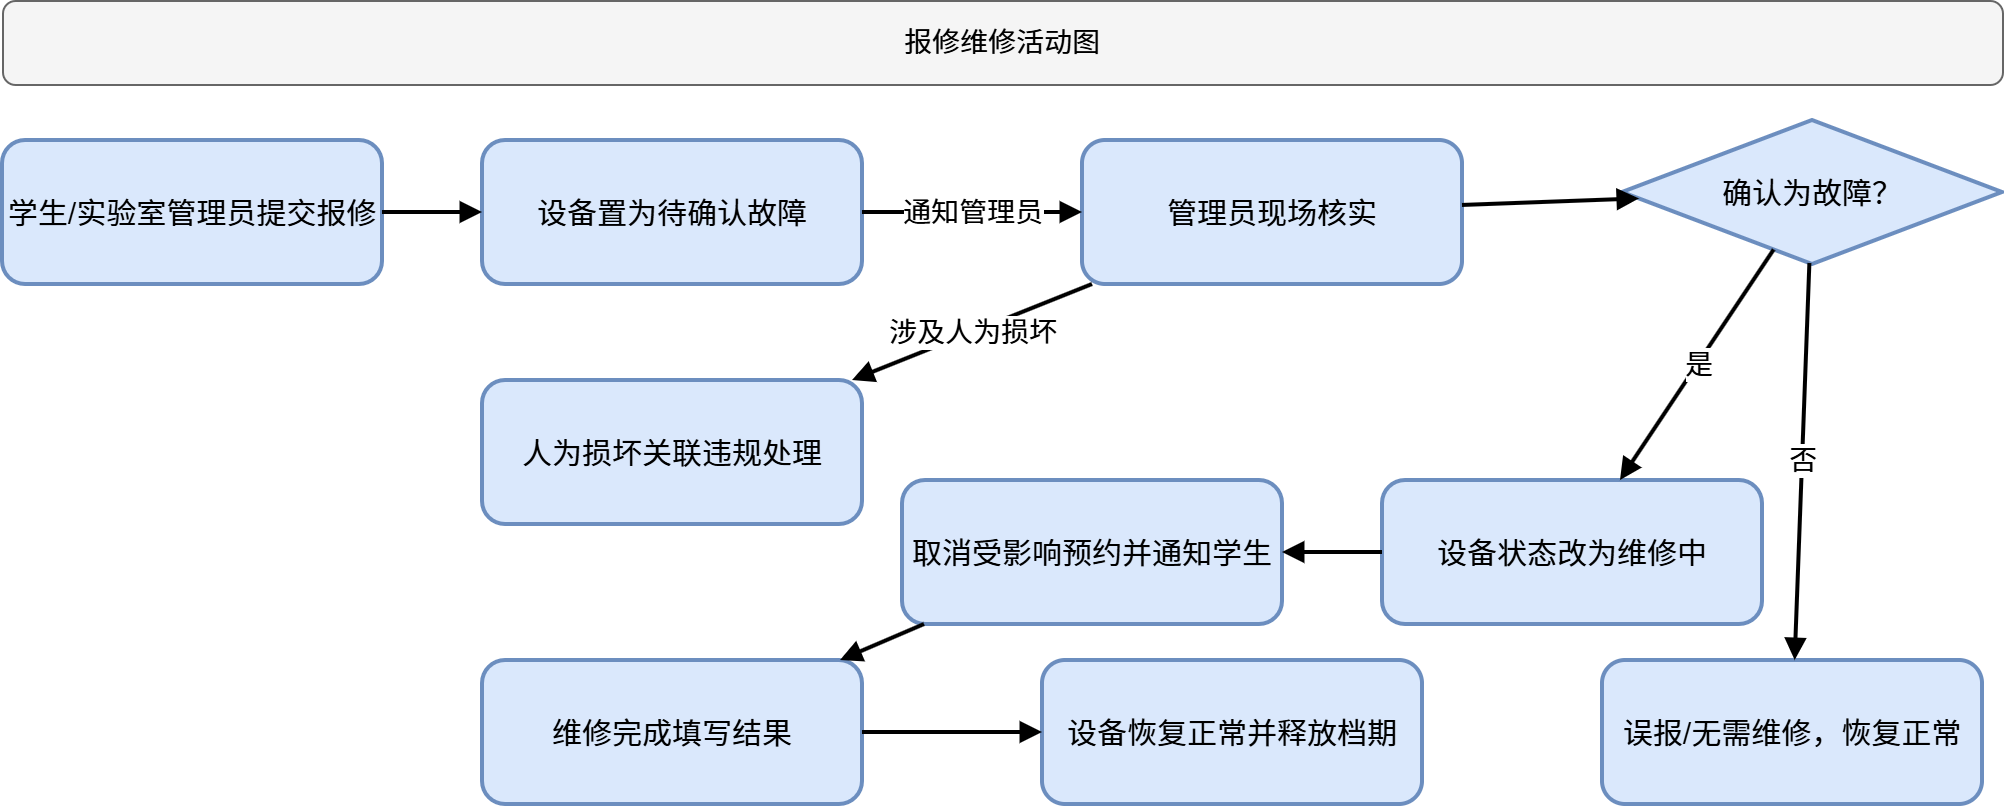 报修维修活动图
学生/实验室管理员提交报修
设备置为待确认故障
通知管理员
管理员现场核实
确认为故障？
涉及人为损坏
是
人为损坏关联违规处理
否
取消受影响预约并通知学生
设备状态改为维修中
维修完成填写结果
设备恢复正常并释放档期
误报/无需维修，恢复正常